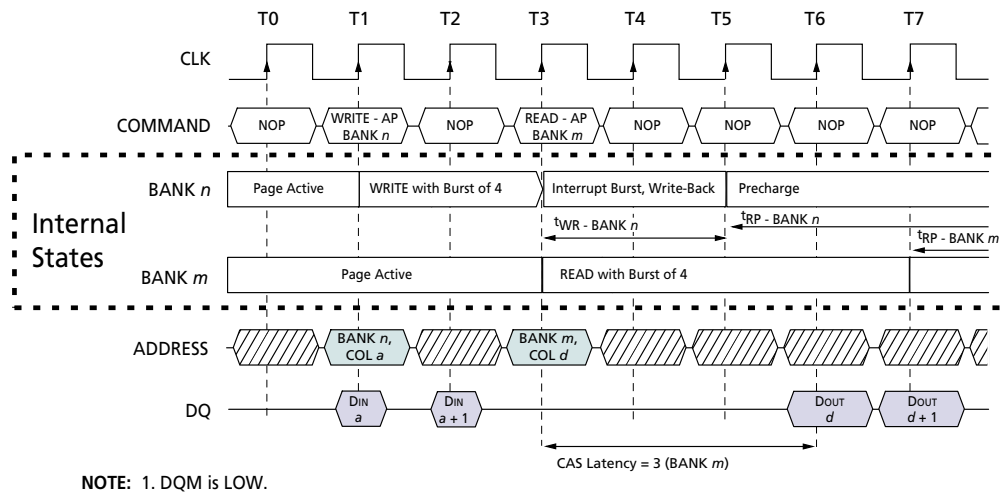 T0 T1 T2 T3 T4 T5 T6 T7
CLK
COMMAND
NOP
WRITE - AP
BANK n
NOP
READ - AP
BANK m
NOP
NOP
NOP
NOP
Internal
States
BANK n
Page Active
WRITE with Burst of 4
Interrupt Burst, Write-Back
Precharge
tWR - BANK n
tRP - BANK n
tRP - BANK m
BANK m
Page Active
READ with Burst of 4
ADDRESS
BANK n,
COL a
BANK m,
COL d
DQ
DIN
a
DIN
a + 1
DOUT
d
DOUT
d + 1
CAS Latency = 3 (BANK m)
NOTE: 1. DQM is LOW.